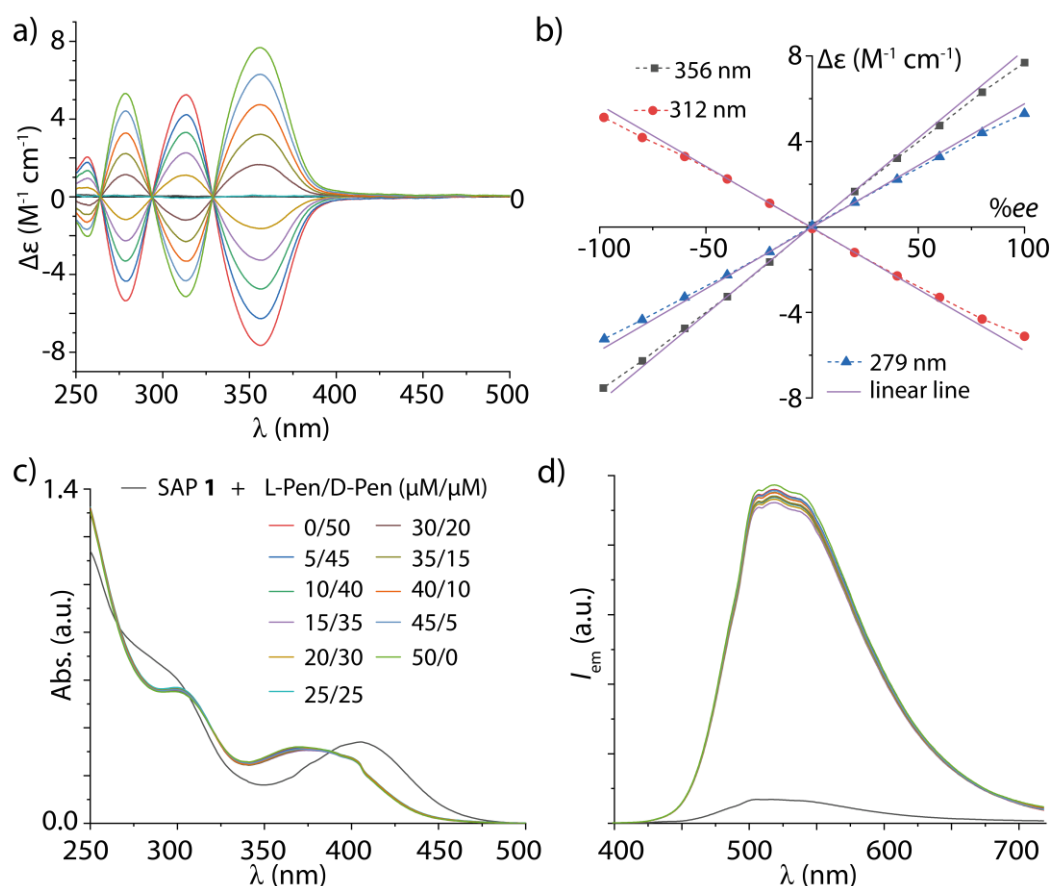 a)
8
4
0
-4
-8
Δε (M⁻¹ cm⁻¹)
0
250 300 350 400 450 500
λ (nm)
b)
8
Δε (M⁻¹ cm⁻¹)
356 nm
312 nm
4
%ee
-100 -50 50 100
-4
279 nm
linear line
-8
c)
1.4
SAP 1 + L-Pen/D-Pen (μM/μM)
0/50 30/20
5/45 35/15
10/40 40/10
15/35 45/5
20/30 50/0
25/25
Abs. (a.u.)
0.0
250 300 350 400 450 500
λ (nm)
d)
Iem (a.u.)
400 500 600 700
λ (nm)